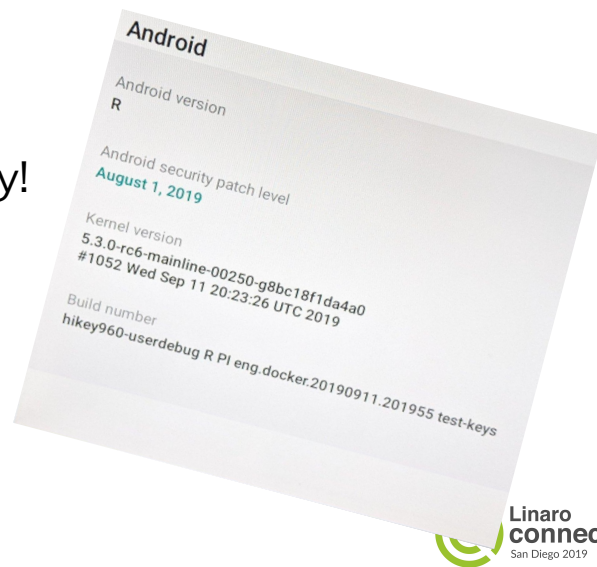 y!
Android
Android version
R
Android security patch level
August 1, 2019
Kernel version
5.3.0-rc6-mainline-00250-g8bc18f1da4a0
#1052 Wed Sep 11 20:23:26 UTC 2019
Build number
hikey960-userdebug R PI eng.docker.20190911.201955 test-keys
Linaro
connec
San Diego 2019